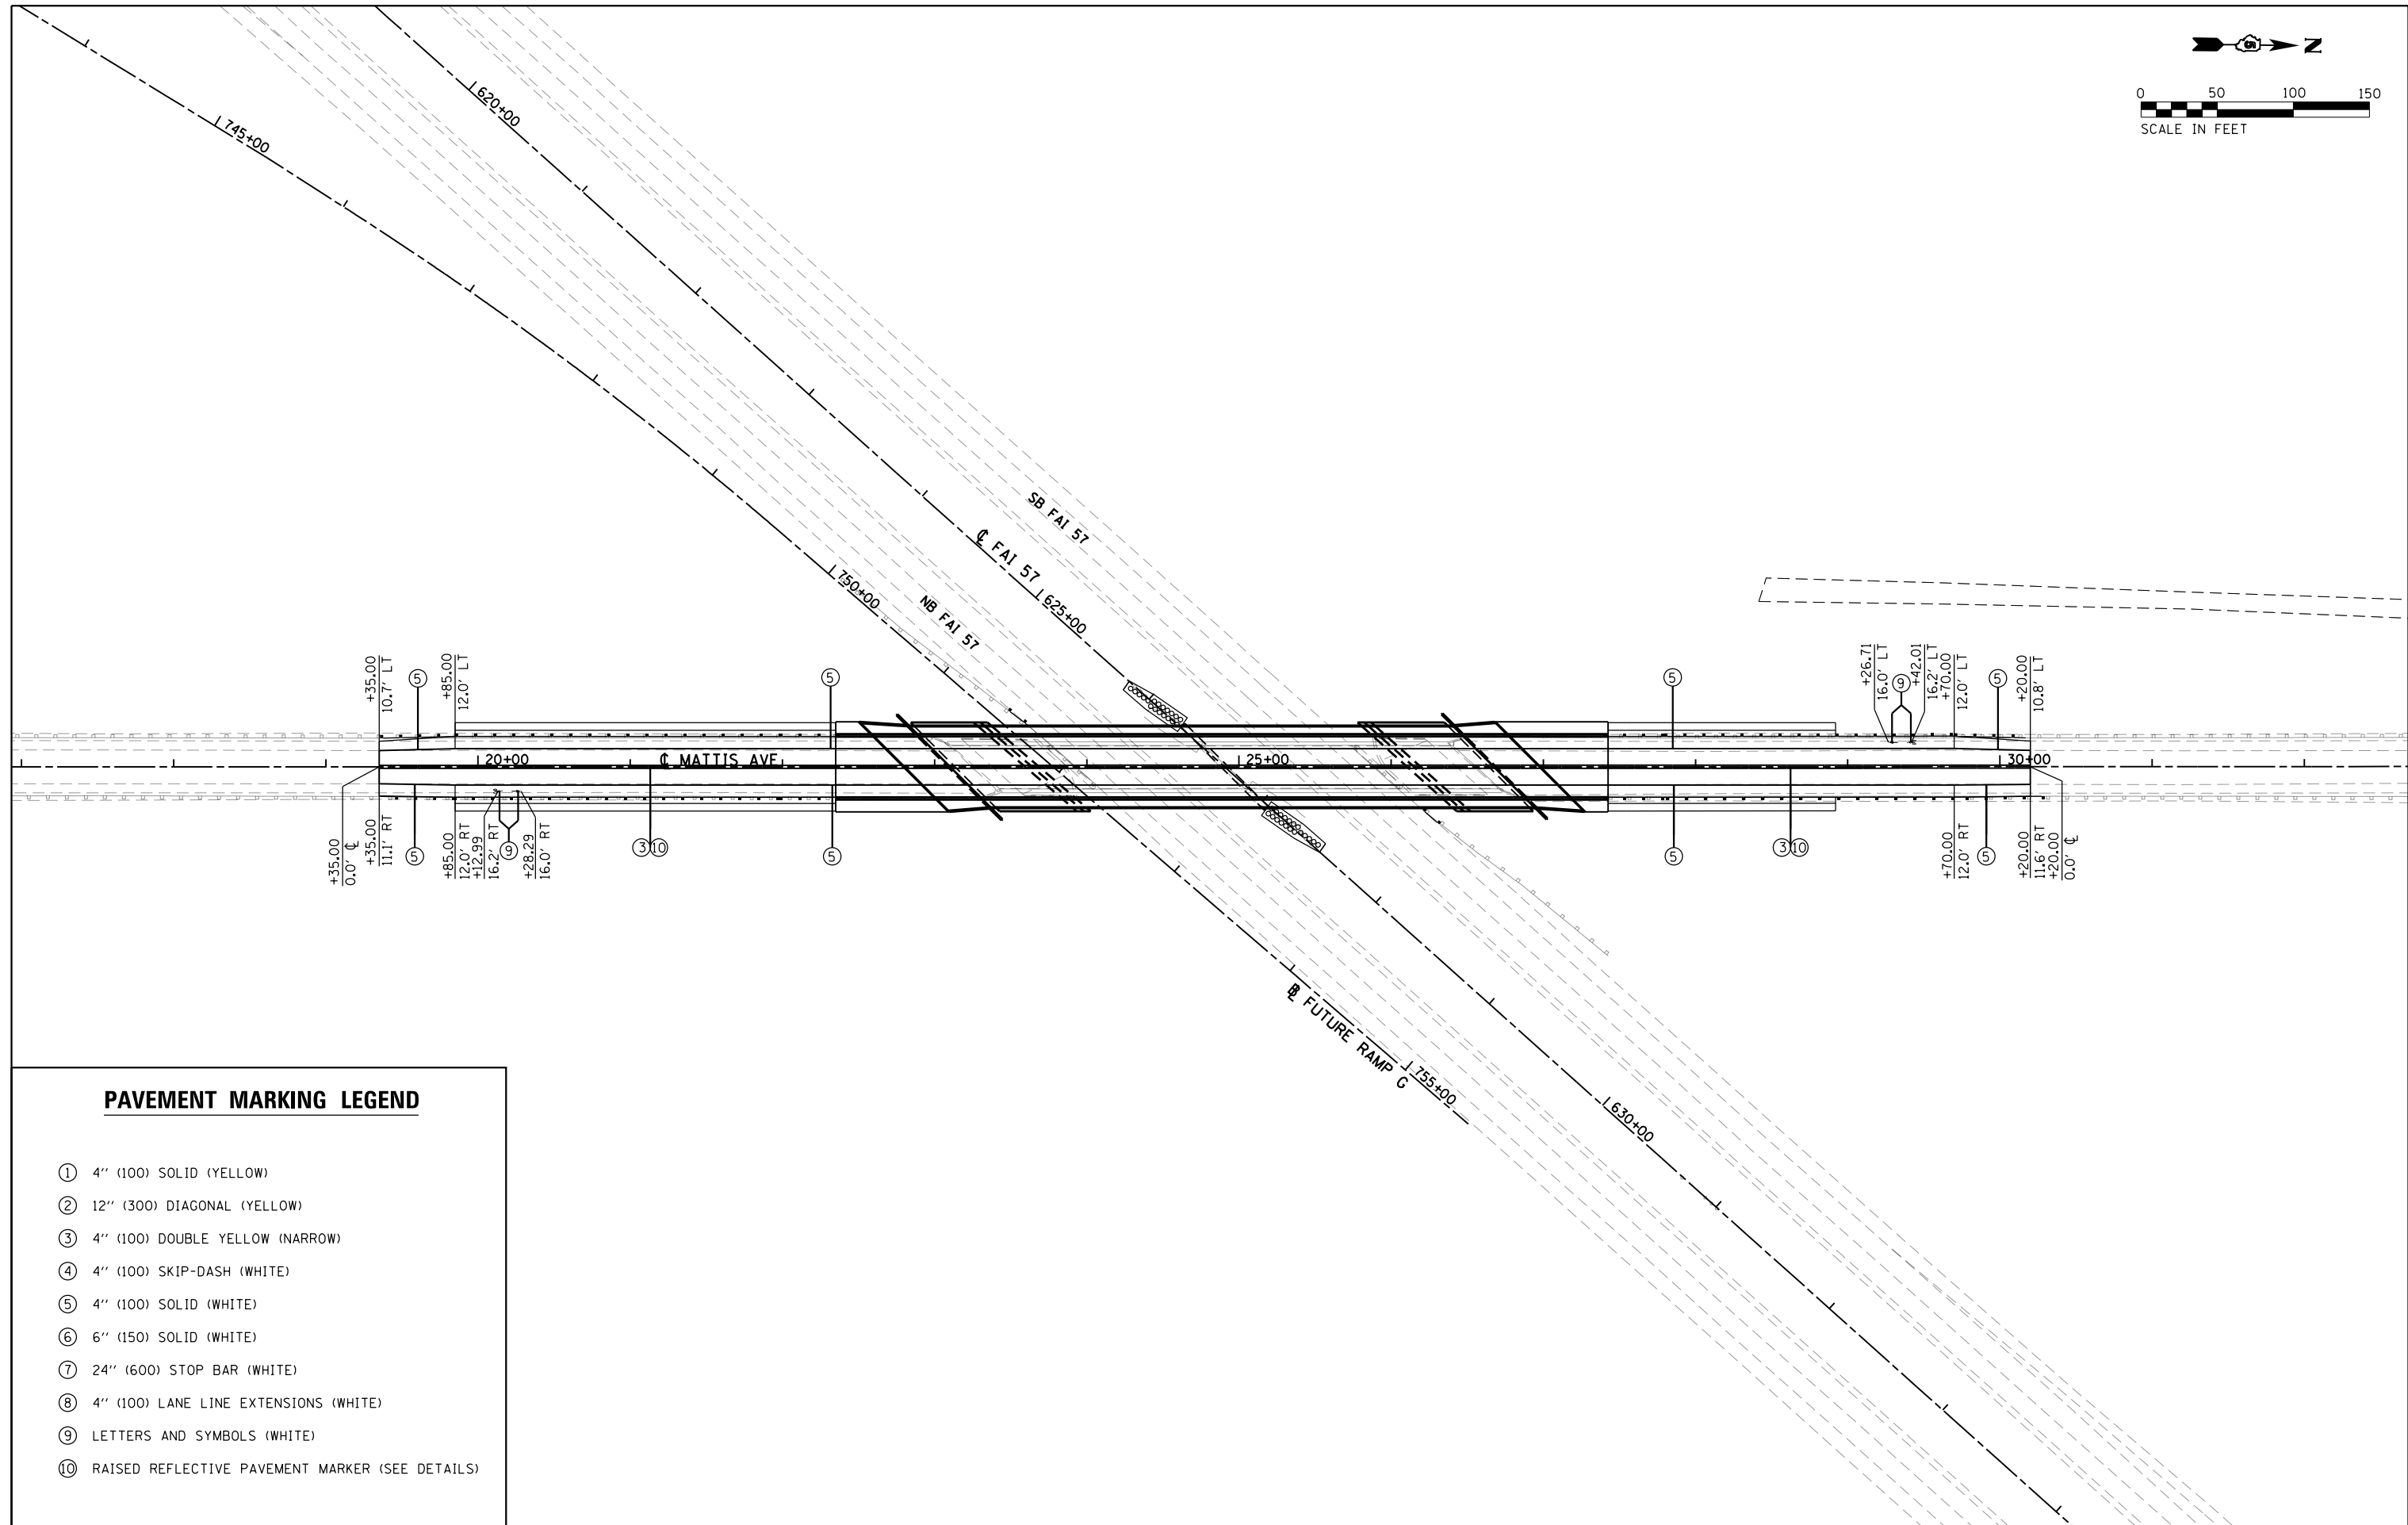 N
0 50 100 150
SCALE IN FEET
620+00
745+00
SB FAI 57
℄ FAI 57
625+00
750+00
NB FAI 57
+35.00
10.7' LT
5
+85.00
12.0' LT
5
5
+26.71
16.0' LT
9
+42.01
16.2' LT
+70.00
12.0' LT
5
+20.00
10.8' LT
20+00
℄ MATTIS AVE
25+00
30+00
+35.00
0.0' ℄
+35.00
11.1' RT
5
+85.00
12.0' RT
+12.99
16.2' RT
9
+28.29
16.0' RT
3 10
5
5
3 10
+70.00
12.0' RT
5
+20.00
11.6' RT
+20.00
0.0' ℄
FUTURE RAMP G
755+00
630+00
PAVEMENT MARKING LEGEND
1 4'' (100) SOLID (YELLOW)
2 12'' (300) DIAGONAL (YELLOW)
3 4'' (100) DOUBLE YELLOW (NARROW)
4 4'' (100) SKIP-DASH (WHITE)
5 4'' (100) SOLID (WHITE)
6 6'' (150) SOLID (WHITE)
7 24'' (600) STOP BAR (WHITE)
8 4'' (100) LANE LINE EXTENSIONS (WHITE)
9 LETTERS AND SYMBOLS (WHITE)
10 RAISED REFLECTIVE PAVEMENT MARKER (SEE DETAILS)